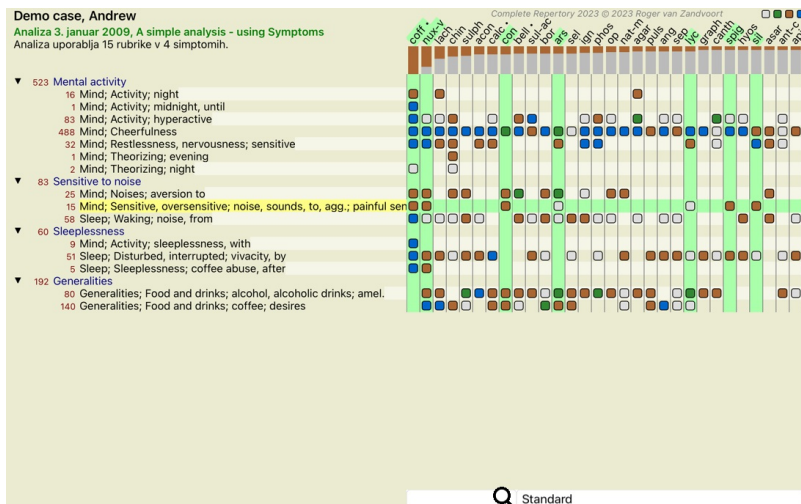 Demo case, Andrew
Complete Repertory 2023 © 2023 Roger van Zandvoort
Analiza 3. januar 2009, A simple analysis - using Symptoms
Analiza uporablja 15 rubrike v 4 simptomih.
coff · nux-v lach chin sulph acon calc · con bell · sul-ac bor ars sel ign phos op nat-m agar puls ang sep lyc graph canth spig hyos sil asar ant-c
523 Mental activity
16 Mind; Activity; night
1 Mind; Activity; midnight, until
83 Mind; Activity; hyperactive
488 Mind; Cheerfulness
32 Mind; Restlessness, nervousness; sensitive
1 Mind; Theorizing; evening
2 Mind; Theorizing; night
83 Sensitive to noise
25 Mind; Noises; aversion to
15 Mind; Sensitive, oversensitive; noise, sounds, to, agg.; painful sen
58 Sleep; Waking; noise, from
60 Sleeplessness
9 Mind; Activity; sleeplessness, with
51 Sleep; Disturbed, interrupted; vivacity, by
5 Sleep; Sleeplessness; coffee abuse, after
192 Generalities
80 Generalities; Food and drinks; alcohol, alcoholic drinks; amel.
140 Generalities; Food and drinks; coffee; desires
Standard